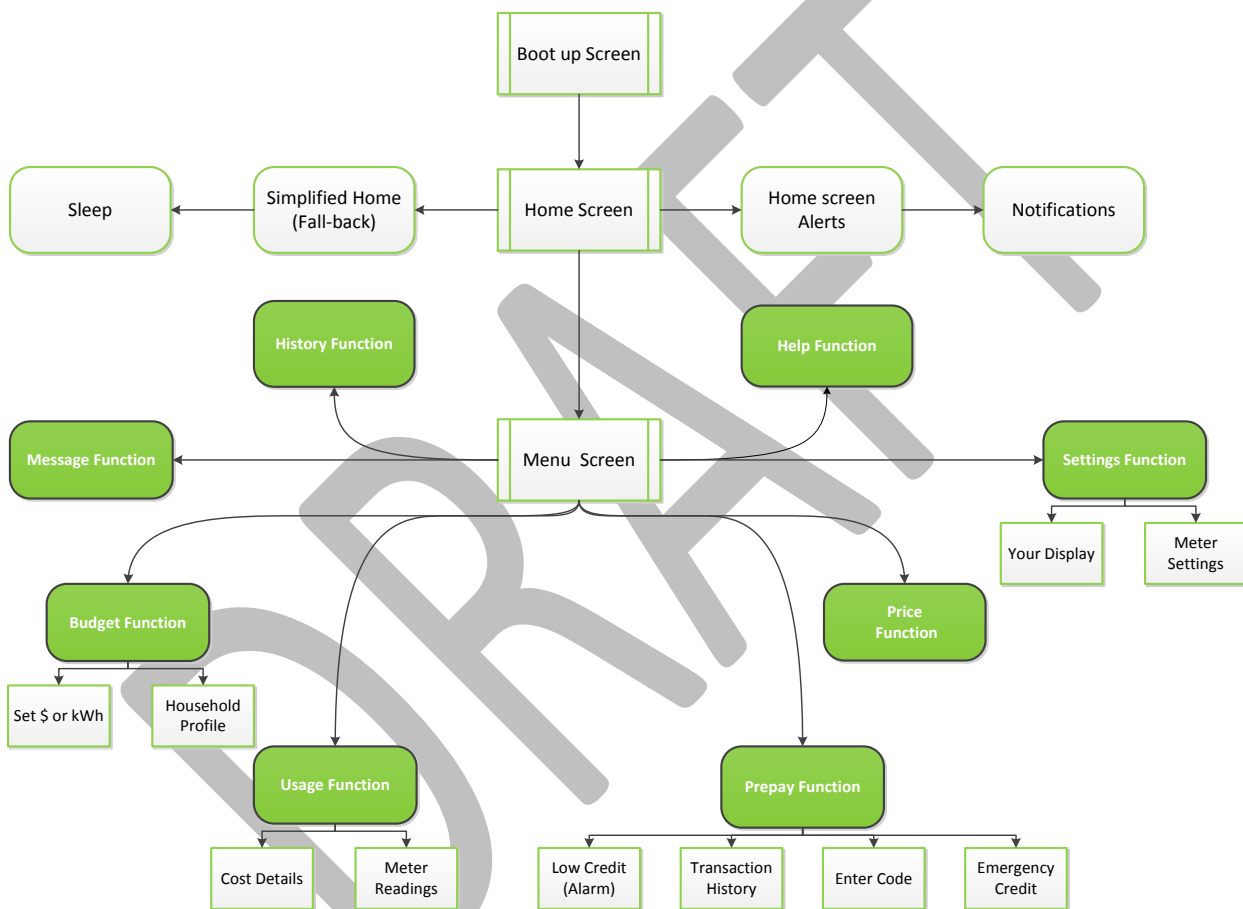 Boot up Screen
Sleep
Simplified Home
(Fall-back)
Home Screen
Home screen
Alerts
Notifications
History Function
Help Function
Message Function
Menu Screen
Settings Function
Your Display
Meter
Settings
Budget Function
Price
Function
Set $ or kWh
Household
Profile
Usage Function
Prepay Function
Cost Details
Meter
Readings
Low Credit
(Alarm)
Transaction
History
Enter Code
Emergency
Credit
DRAFT